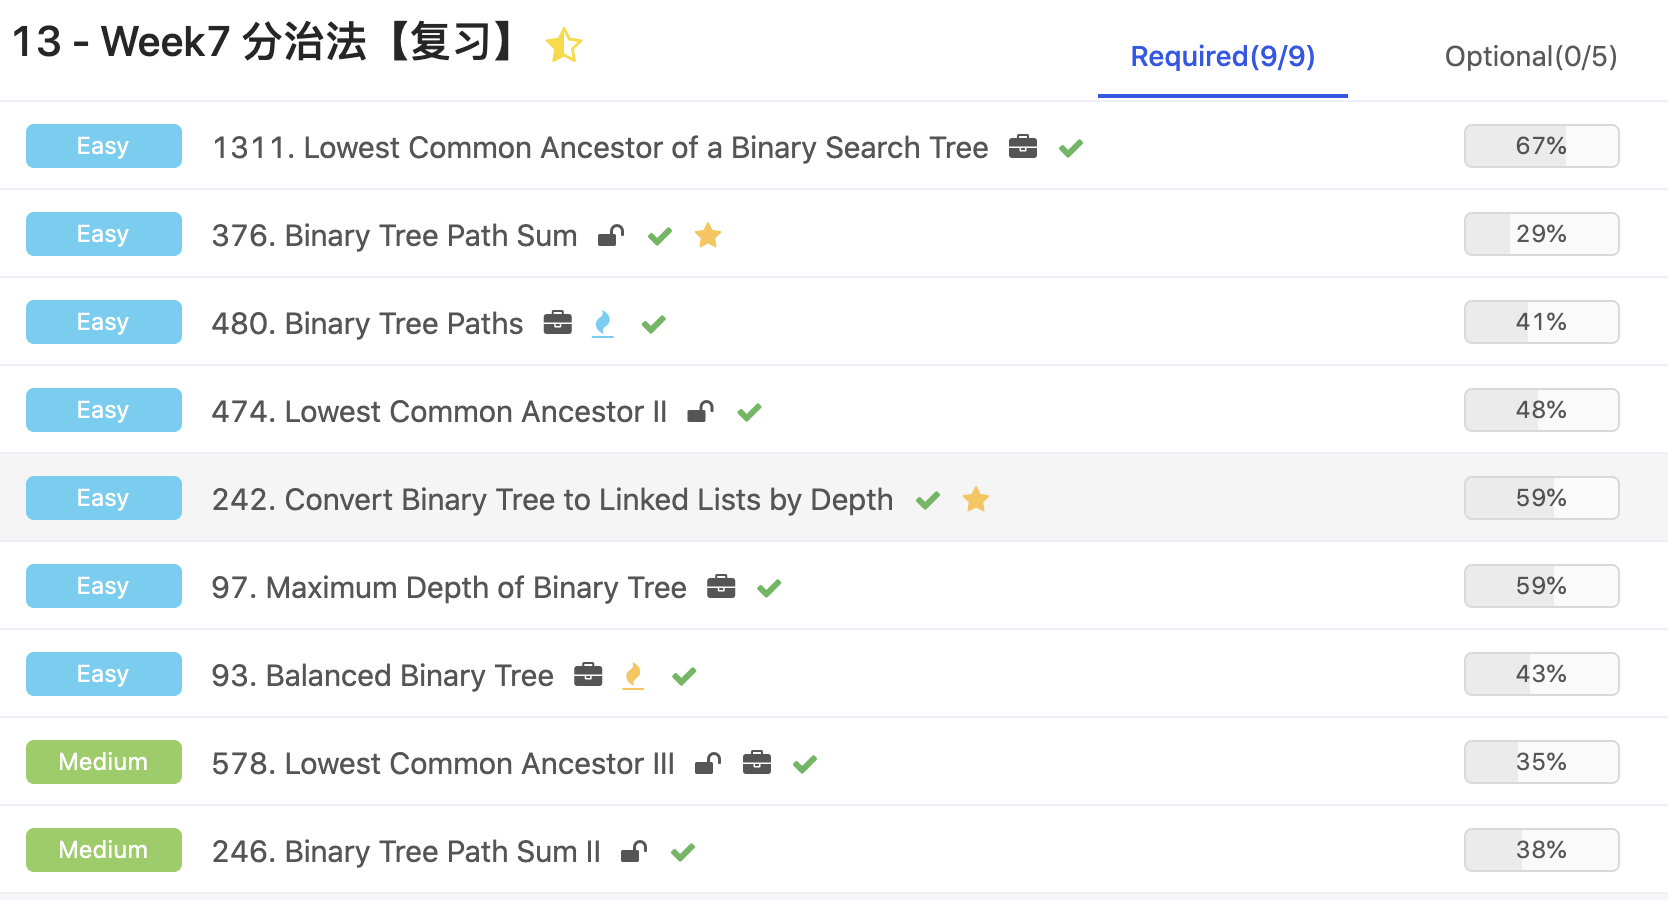 13 - Week7 分治法【复习】
Required(9/9) Optional(0/5)
Easy 1311. Lowest Common Ancestor of a Binary Search Tree 67%
Easy 376. Binary Tree Path Sum 29%
Easy 480. Binary Tree Paths 41%
Easy 474. Lowest Common Ancestor II 48%
Easy 242. Convert Binary Tree to Linked Lists by Depth 59%
Easy 97. Maximum Depth of Binary Tree 59%
Easy 93. Balanced Binary Tree 43%
Medium 578. Lowest Common Ancestor III 35%
Medium 246. Binary Tree Path Sum II 38%